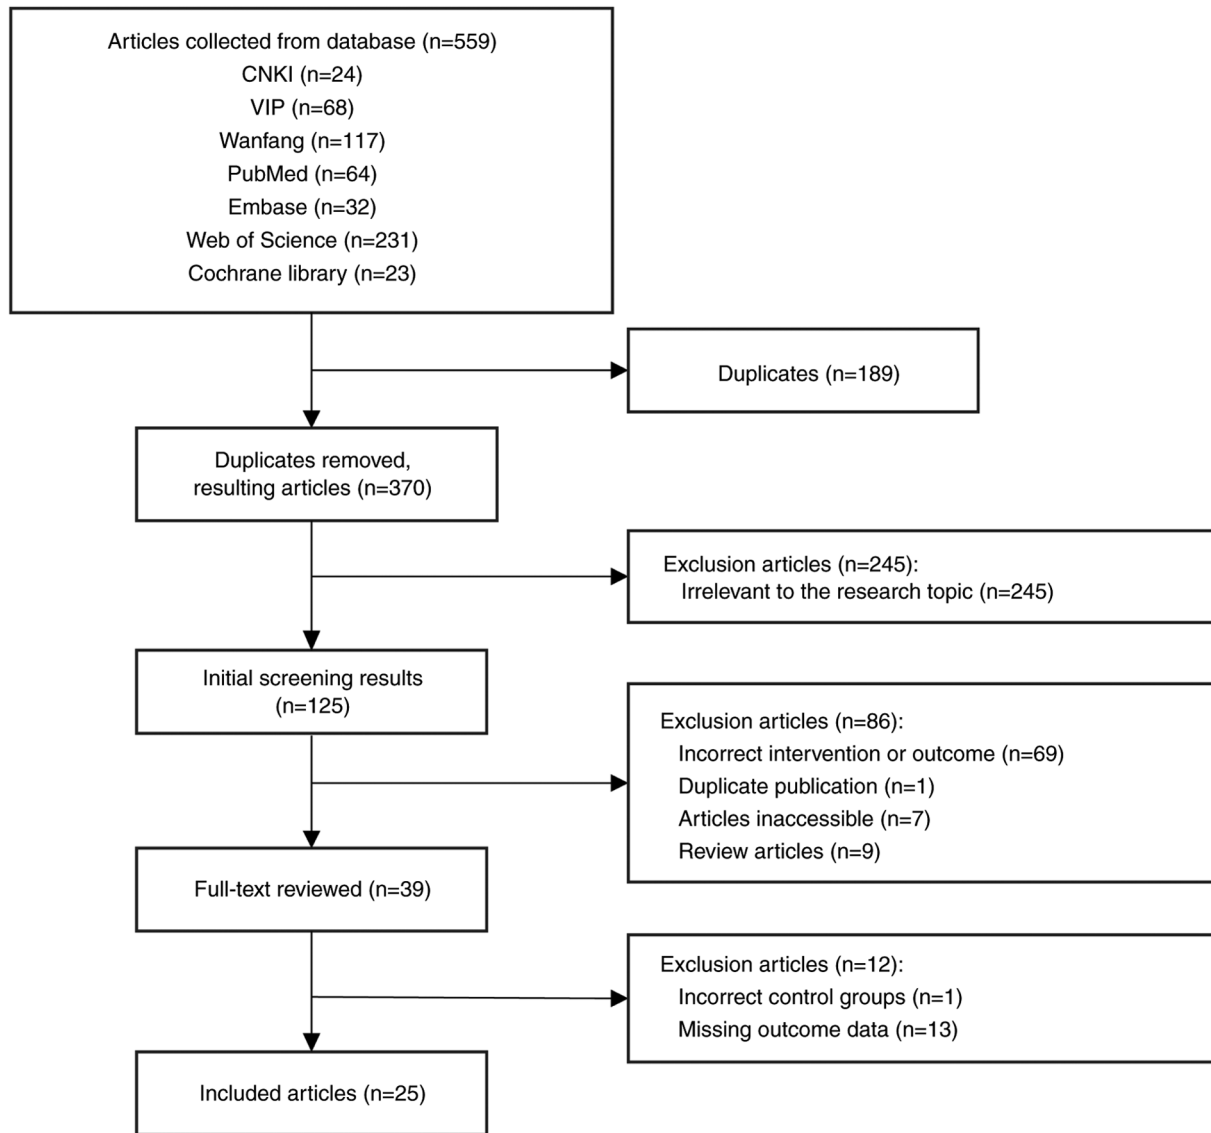 Articles collected from database (n=559)
CNKI (n=24)
VIP (n=68)
Wanfang (n=117)
PubMed (n=64)
Embase (n=32)
Web of Science (n=231)
Cochrane library (n=23)
Duplicates (n=189)
Duplicates removed,
resulting articles (n=370)
Exclusion articles (n=245):
Irrelevant to the research topic (n=245)
Initial screening results
(n=125)
Exclusion articles (n=86):
Incorrect intervention or outcome (n=69)
Duplicate publication (n=1)
Articles inaccessible (n=7)
Review articles (n=9)
Full-text reviewed (n=39)
Exclusion articles (n=12):
Incorrect control groups (n=1)
Missing outcome data (n=13)
Included articles (n=25)